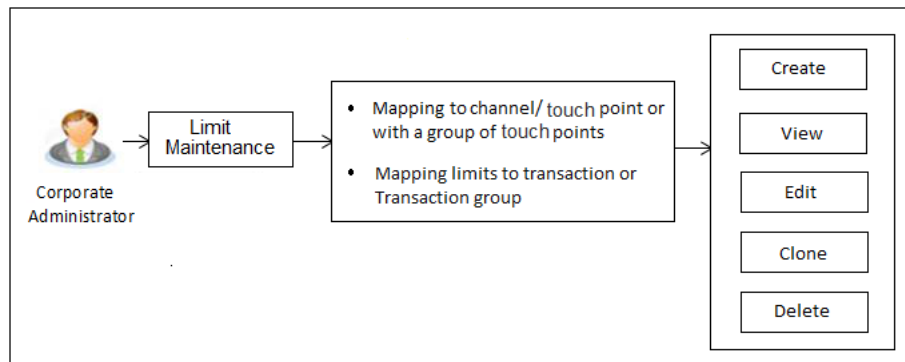 Corporate
Administrator
Limit
Maintenance
• Mapping to channel/ touch point or
with a group of touch points
• Mapping limits to transaction or
Transaction group
Create
View
Edit
Clone
Delete